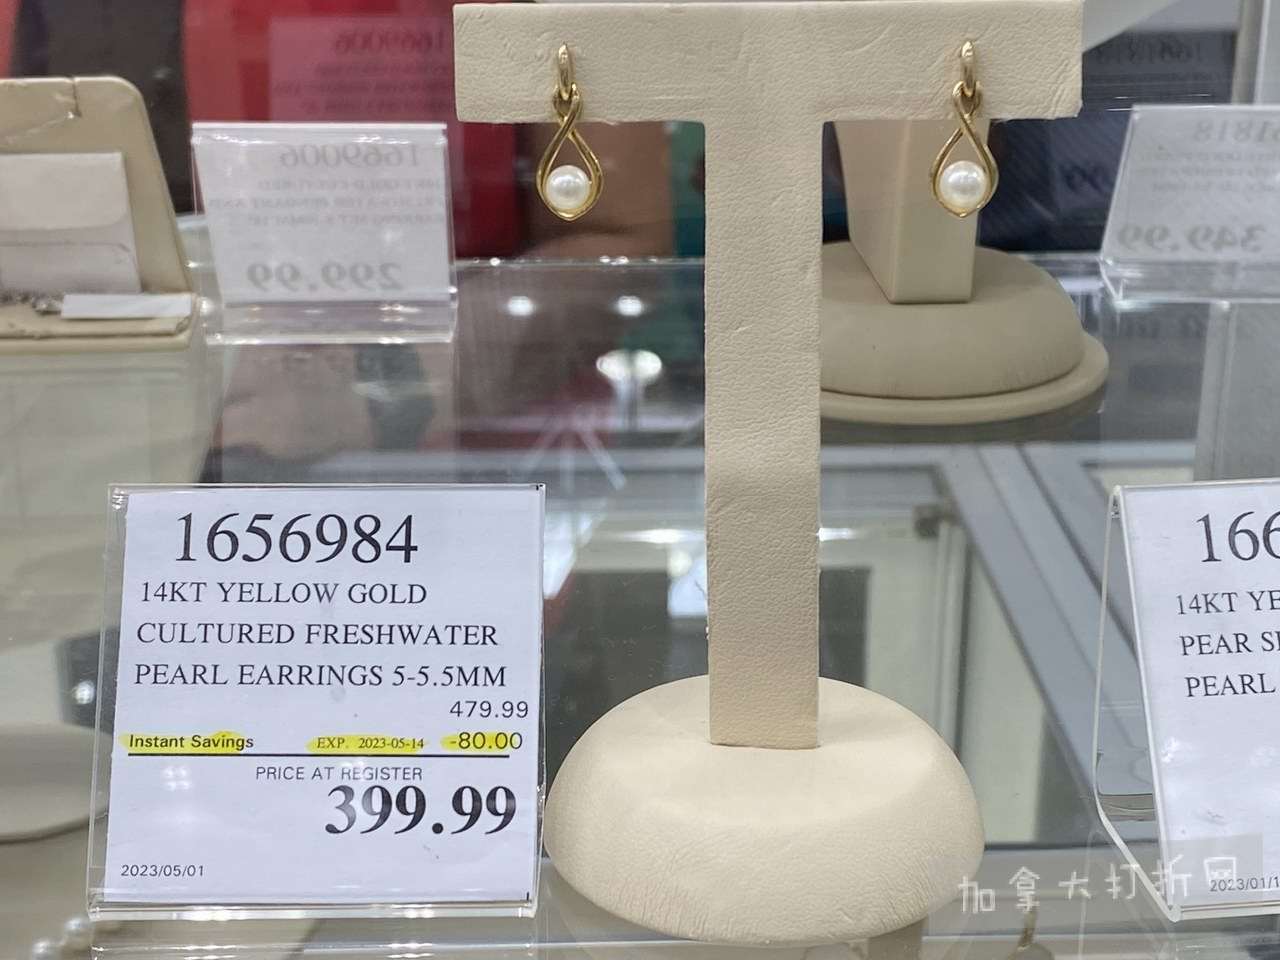 1669006
299.99
1818
349.99
1656984
14KT YELLOW GOLD
CULTURED FRESHWATER
PEARL EARRINGS 5-5.5MM
479.99
Instant Savings EXP. 2023-05-14 -80.00
PRICE AT REGISTER
399.99
2023/05/01
166
14KT YE
PEAR S
PEARL
2023/01/1
加拿大打折网